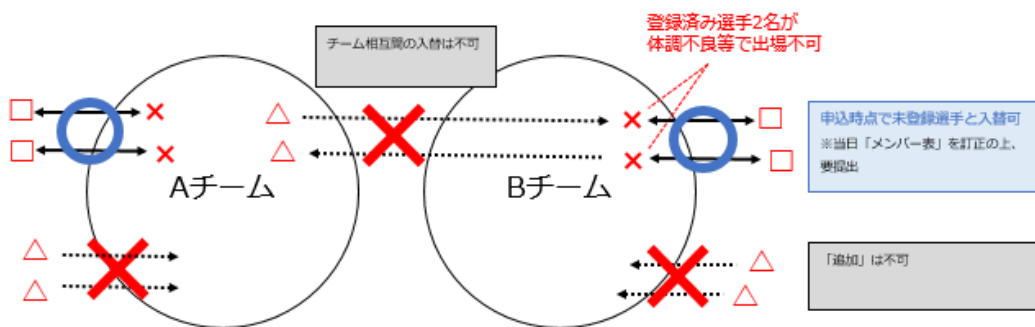 チーム相互間の入替は不可
登録済み選手2名が
体調不良等で出場不可
申込時点で未登録選手と入替可
※当日「メンバー表」を訂正の上、
要提出
Aチーム
Bチーム
「追加」は不可